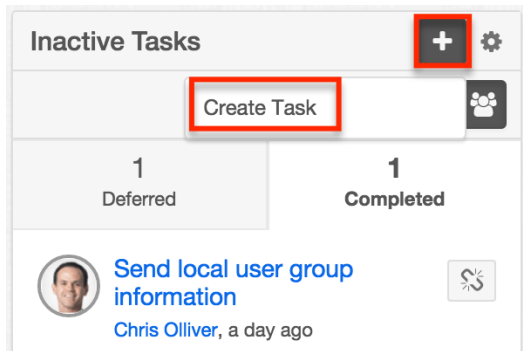 Inactive Tasks
Create Task
1
Deferred
1
Completed
Send local user group
information
Chris Olliver, a day ago